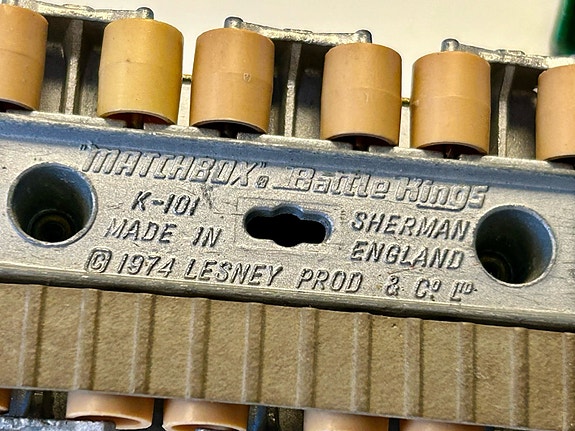 "MATCHBOX"® Battle Kings
K-101 SHERMAN
MADE IN ENGLAND
© 1974 LESNEY PROD & Cº Lᴰ